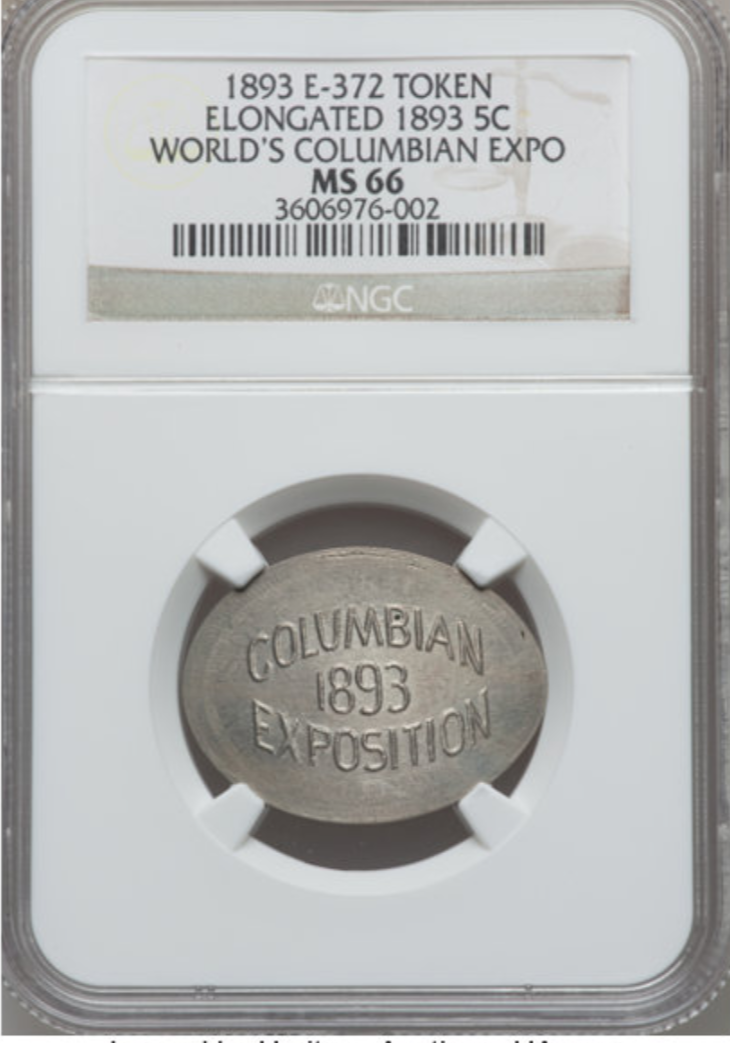 1893 E-372 TOKEN
ELONGATED 1893 5C
WORLD'S COLUMBIAN EXPO
MS 66
3606976-002
NGC
COLUMBIAN
1893
EXPOSITION